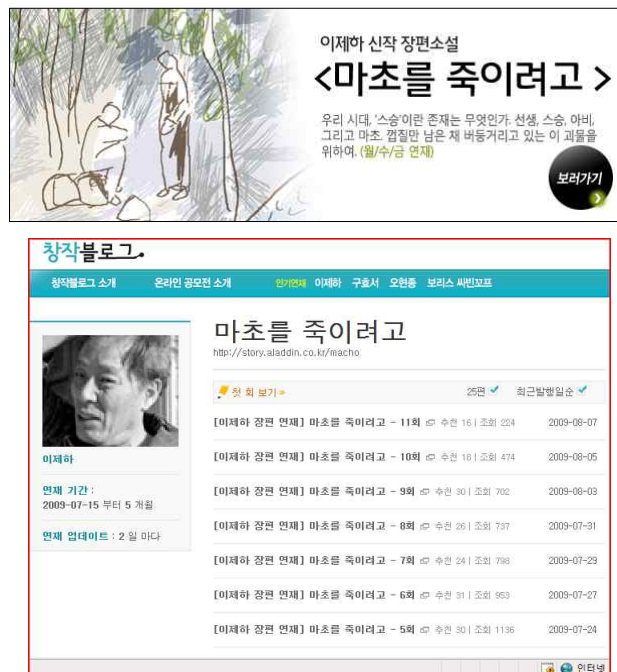 이제하 신작 장편소설
<마초를 죽이려고 >
우리 시대, '스승'이란 존재는 무엇인가. 선생, 스승, 아비,
그리고 마초. 껍질만 남은 채 버둥거리고 있는 이 괴물을
위하여. (월/수/금 연재)
보러가기
창작블로그
창작블로그 소개 온라인 공모전 소개 인기연재 이제하 구효서 오현종 보리스 싸빈꼬프
마초를 죽이려고
http://story.aladdin.co.kr/macho
첫 회 보기 » 25편 최근발행일순
[이제하 장편 연재] 마초를 죽이려고 - 11회 추천 16 | 조회 224 2009-08-07
[이제하 장편 연재] 마초를 죽이려고 - 10회 추천 18 | 조회 474 2009-08-05
[이제하 장편 연재] 마초를 죽이려고 - 9회 추천 30 | 조회 702 2009-08-03
[이제하 장편 연재] 마초를 죽이려고 - 8회 추천 26 | 조회 737 2009-07-31
[이제하 장편 연재] 마초를 죽이려고 - 7회 추천 24 | 조회 798 2009-07-29
[이제하 장편 연재] 마초를 죽이려고 - 6회 추천 31 | 조회 953 2009-07-27
[이제하 장편 연재] 마초를 죽이려고 - 5회 추천 30 | 조회 1136 2009-07-24
이제하
연재 기간 :
2009-07-15 부터 5 개월
연재 업데이트 : 2 일 마다
인터넷